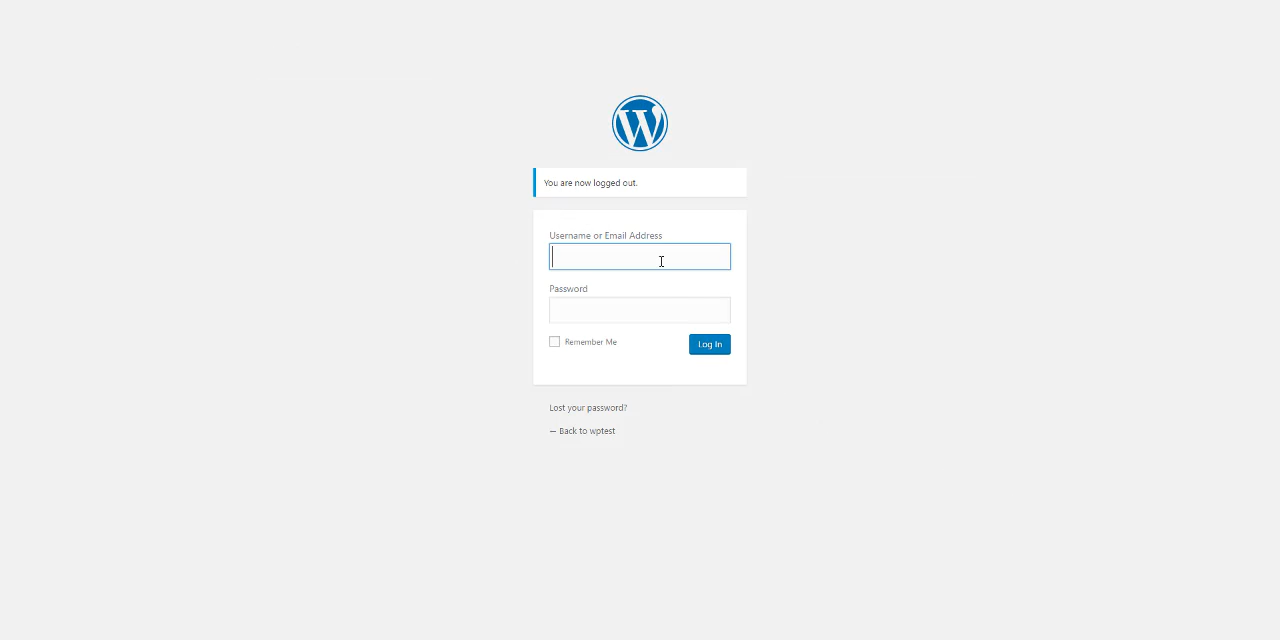 You are now logged out.
Username or Email Address
Password
Remember Me
Log In
Lost your password?
← Back to wptest